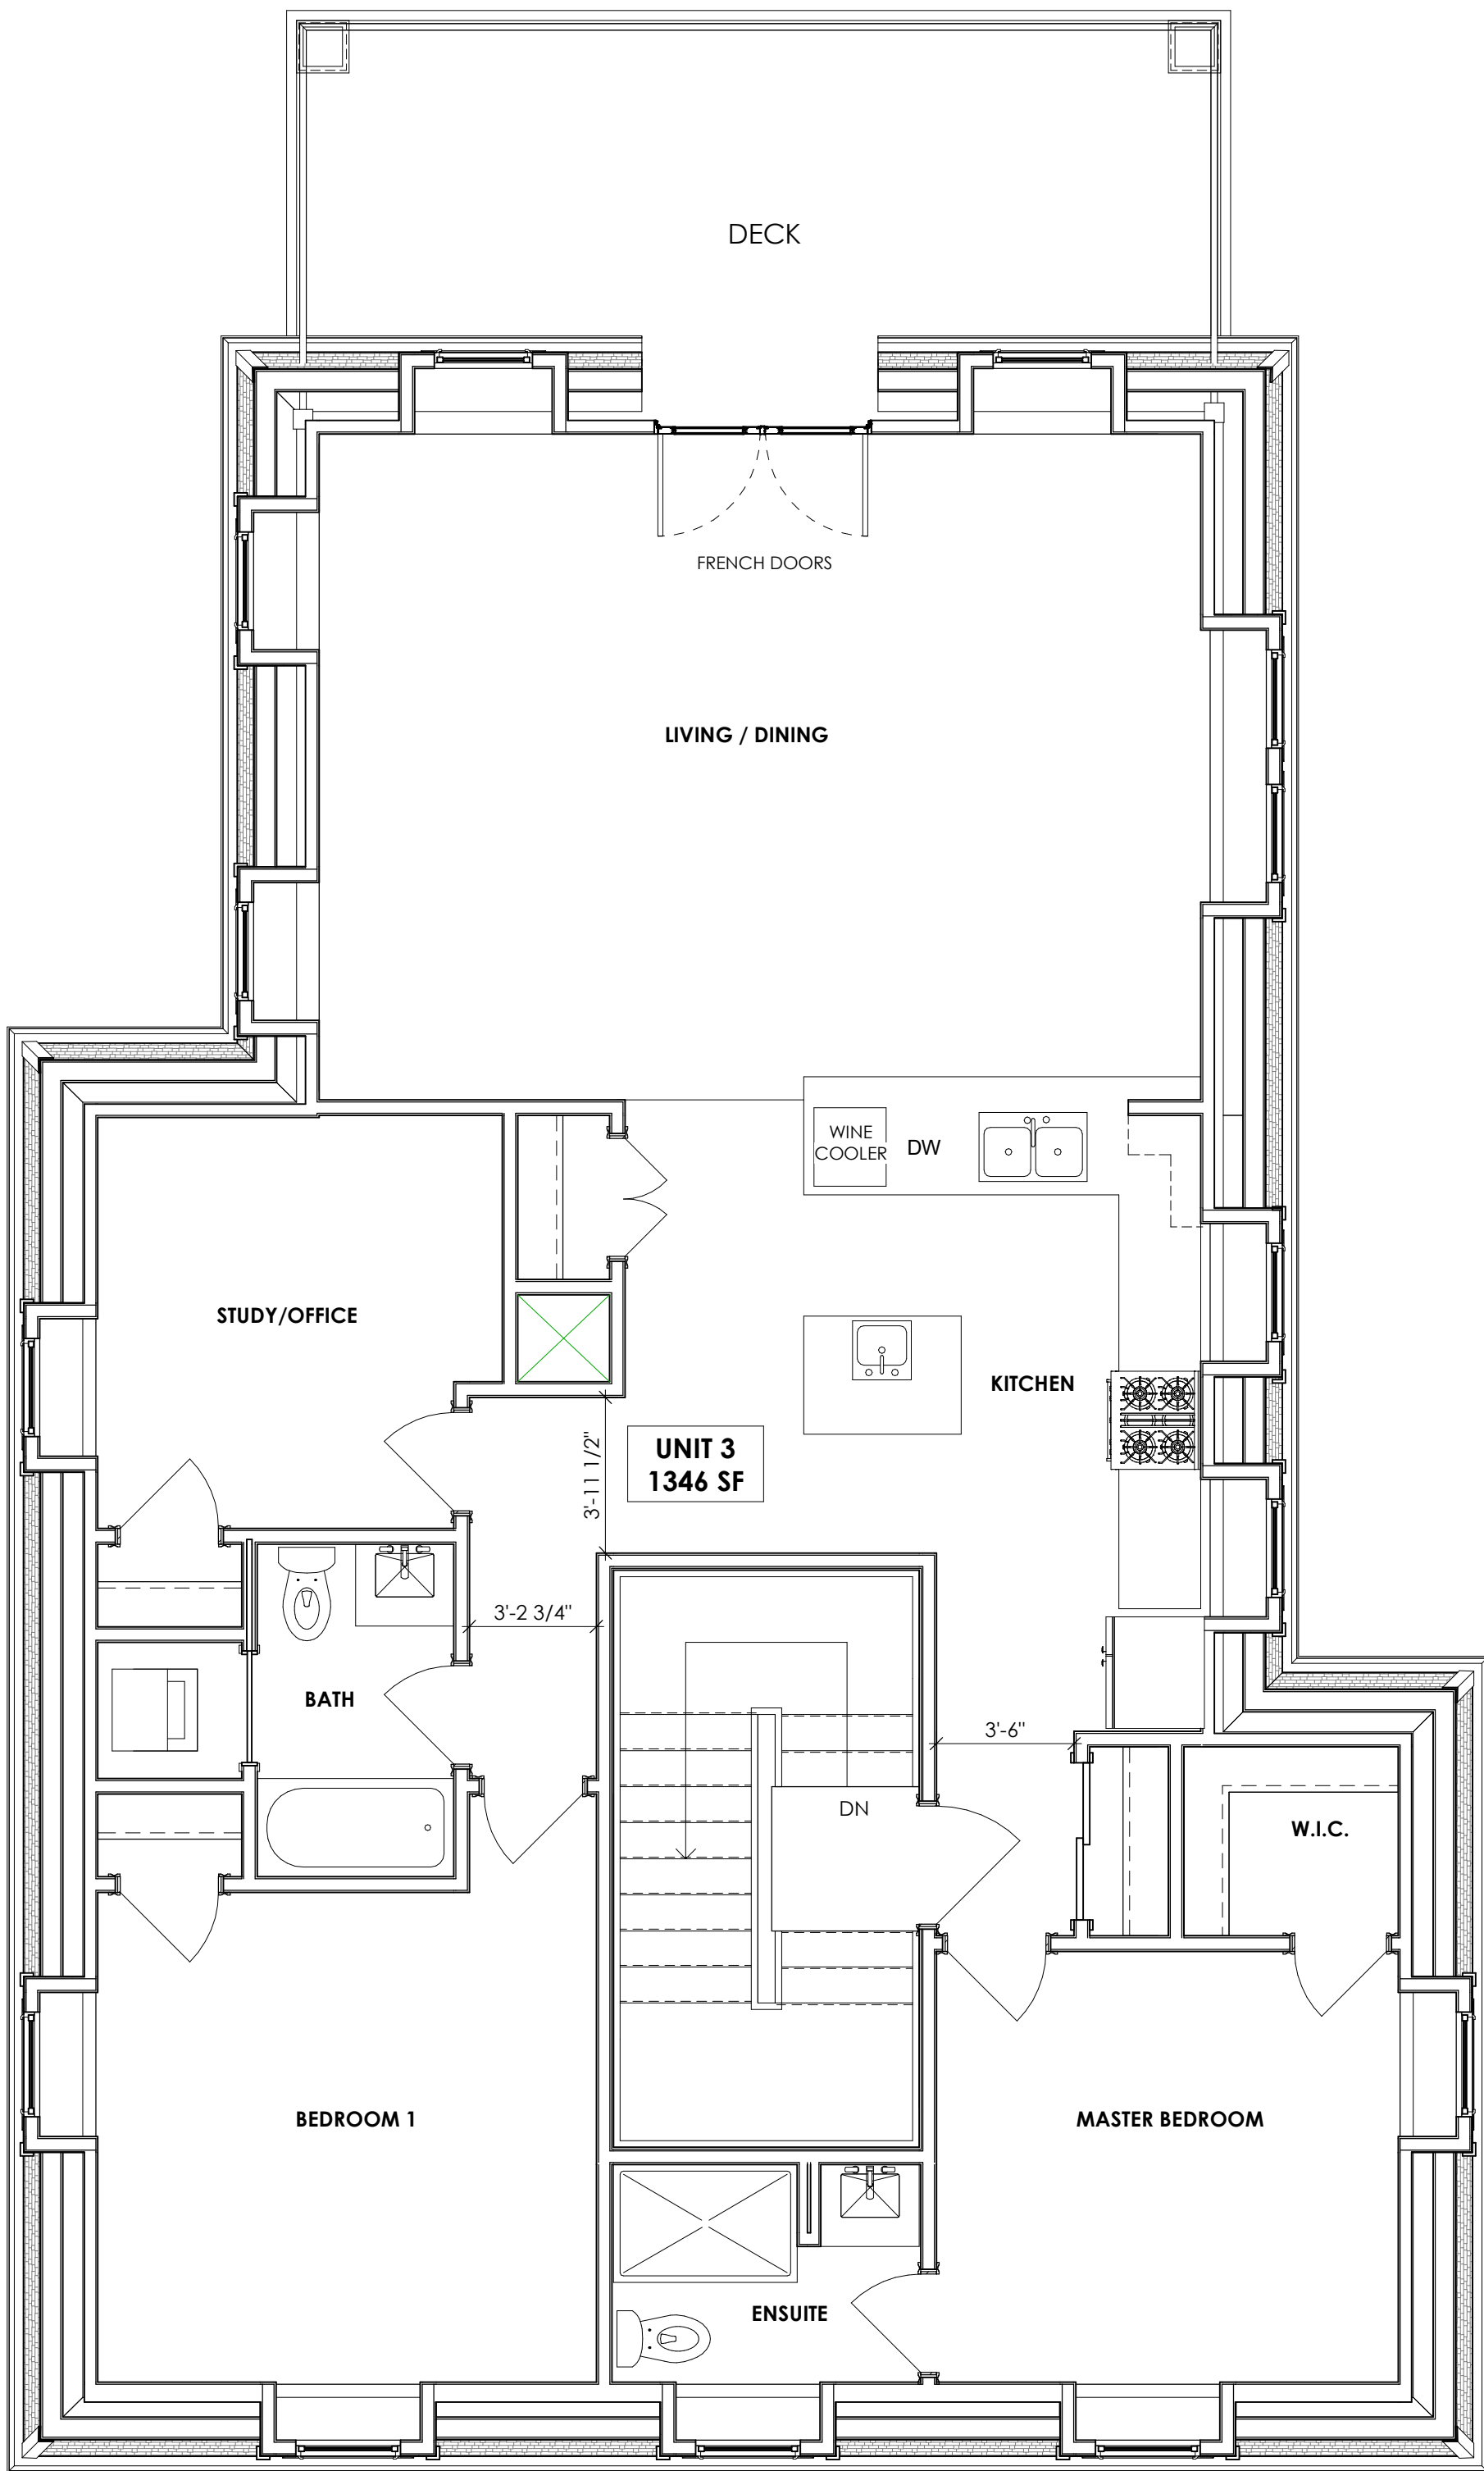 DECK
FRENCH DOORS
LIVING / DINING
WINE
COOLER
DW
STUDY/OFFICE
KITCHEN
UNIT 3
1346 SF
3'-11 1/2"
3'-2 3/4"
BATH
3'-6"
DN
W.I.C.
BEDROOM 1
MASTER BEDROOM
ENSUITE